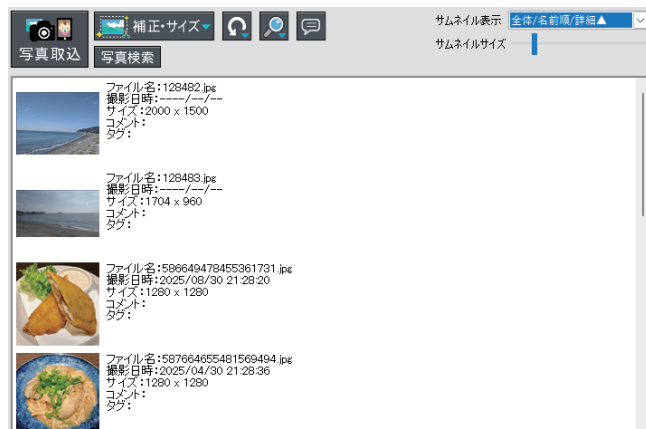 写真取込
補正・サイズ▼
写真検索
サムネイル表示 全体/名前順/詳細▲
サムネイルサイズ
ファイル名:128482.jpg
撮影日時:----/--/--
サイズ:2000 x 1500
コメント:
タグ:
ファイル名:128483.jpg
撮影日時:----/--/--
サイズ:1704 x 960
コメント:
タグ:
ファイル名:586649478455361731.jpg
撮影日時:2025/08/30 21:28:20
サイズ:1280 x 1280
コメント:
タグ:
ファイル名:587664655481569494.jpg
撮影日時:2025/04/30 21:28:36
サイズ:1280 x 1280
コメント:
タグ: